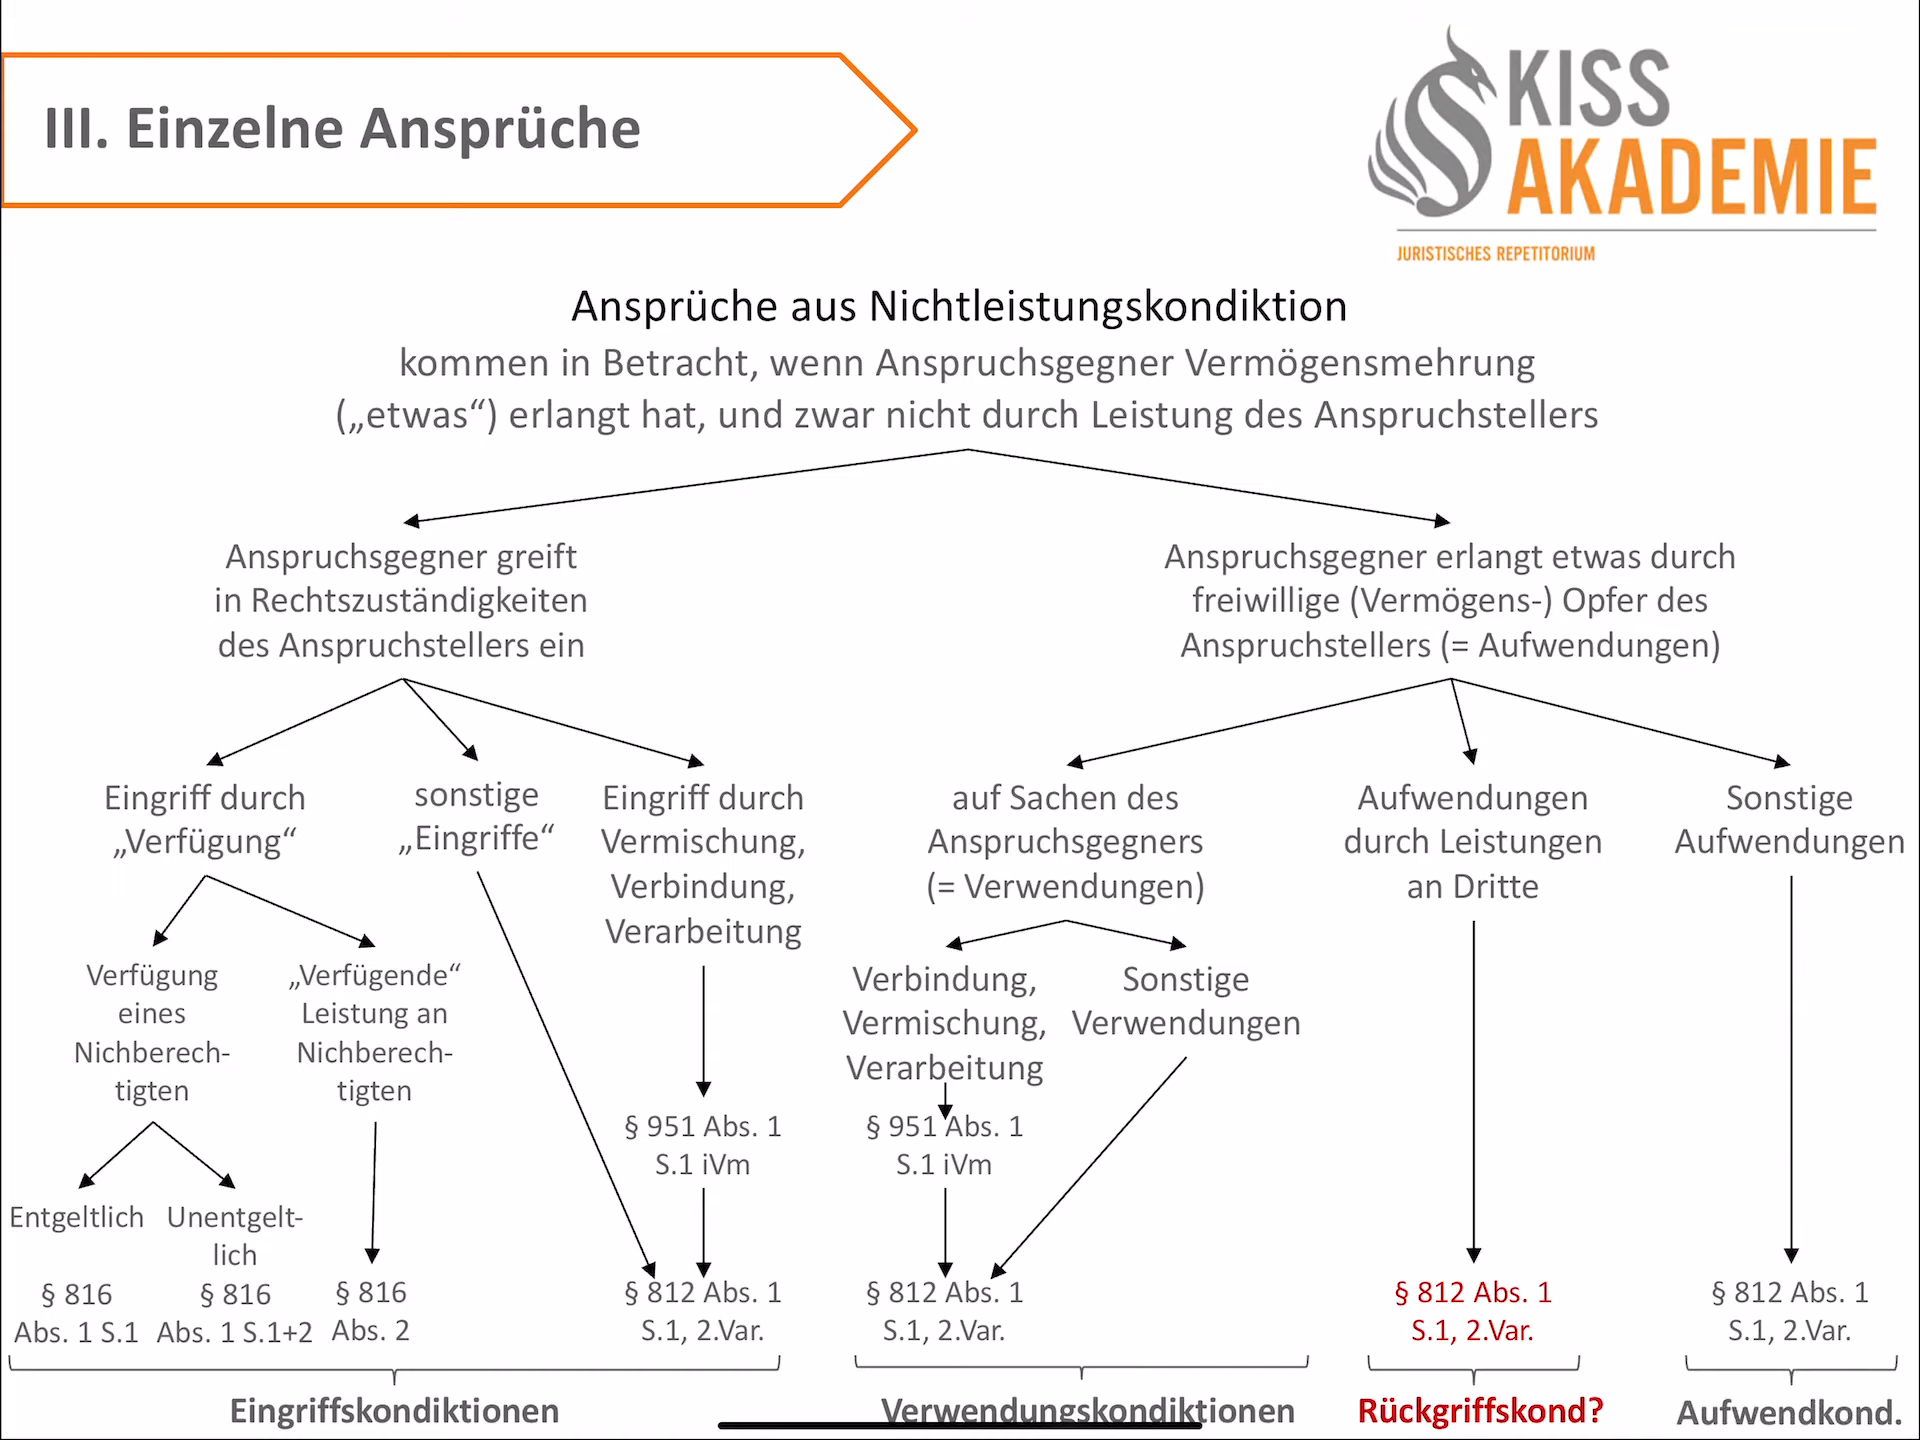 III. Einzelne Ansprüche
KISS
AKADEMIE
JURISTISCHES REPETITORIUM
Ansprüche aus Nichtleistungskondiktion
kommen in Betracht, wenn Anspruchsgegner Vermögensmehrung
(„etwas“) erlangt hat, und zwar nicht durch Leistung des Anspruchstellers
Anspruchsgegner greift
in Rechtszuständigkeiten
des Anspruchstellers ein
Anspruchsgegner erlangt etwas durch
freiwillige (Vermögens-) Opfer des
Anspruchstellers (= Aufwendungen)
Eingriff durch
„Verfügung“
sonstige
„Eingriffe“
Eingriff durch
Vermischung,
Verbindung,
Verarbeitung
auf Sachen des
Anspruchsgegners
(= Verwendungen)
Aufwendungen
durch Leistungen
an Dritte
Sonstige
Aufwendungen
Verfügung
eines
Nichberech-
tigten
„Verfügende“
Leistung an
Nichberech-
tigten
Verbindung,
Vermischung,
Verarbeitung
Sonstige
Verwendungen
§ 951 Abs. 1
S.1 iVm
§ 951 Abs. 1
S.1 iVm
Entgeltlich
Unentgelt-
lich
§ 816
Abs. 1 S.1
§ 816
Abs. 1 S.1+2
§ 816
Abs. 2
§ 812 Abs. 1
S.1, 2.Var.
§ 812 Abs. 1
S.1, 2.Var.
§ 812 Abs. 1
S.1, 2.Var.
§ 812 Abs. 1
S.1, 2.Var.
Eingriffskondiktionen
Verwendungskondiktionen
Rückgriffskond?
Aufwendkond.